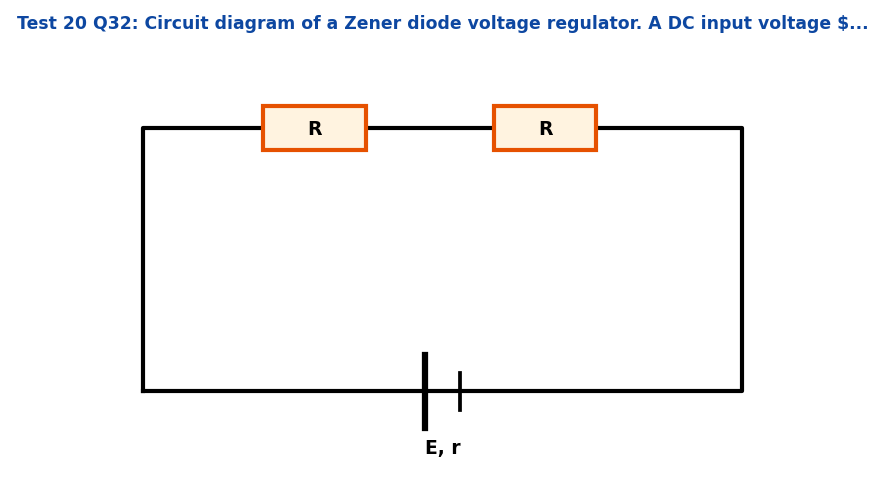 Test 20 Q32: Circuit diagram of a Zener diode voltage regulator. A DC input voltage $...
R R
E, r